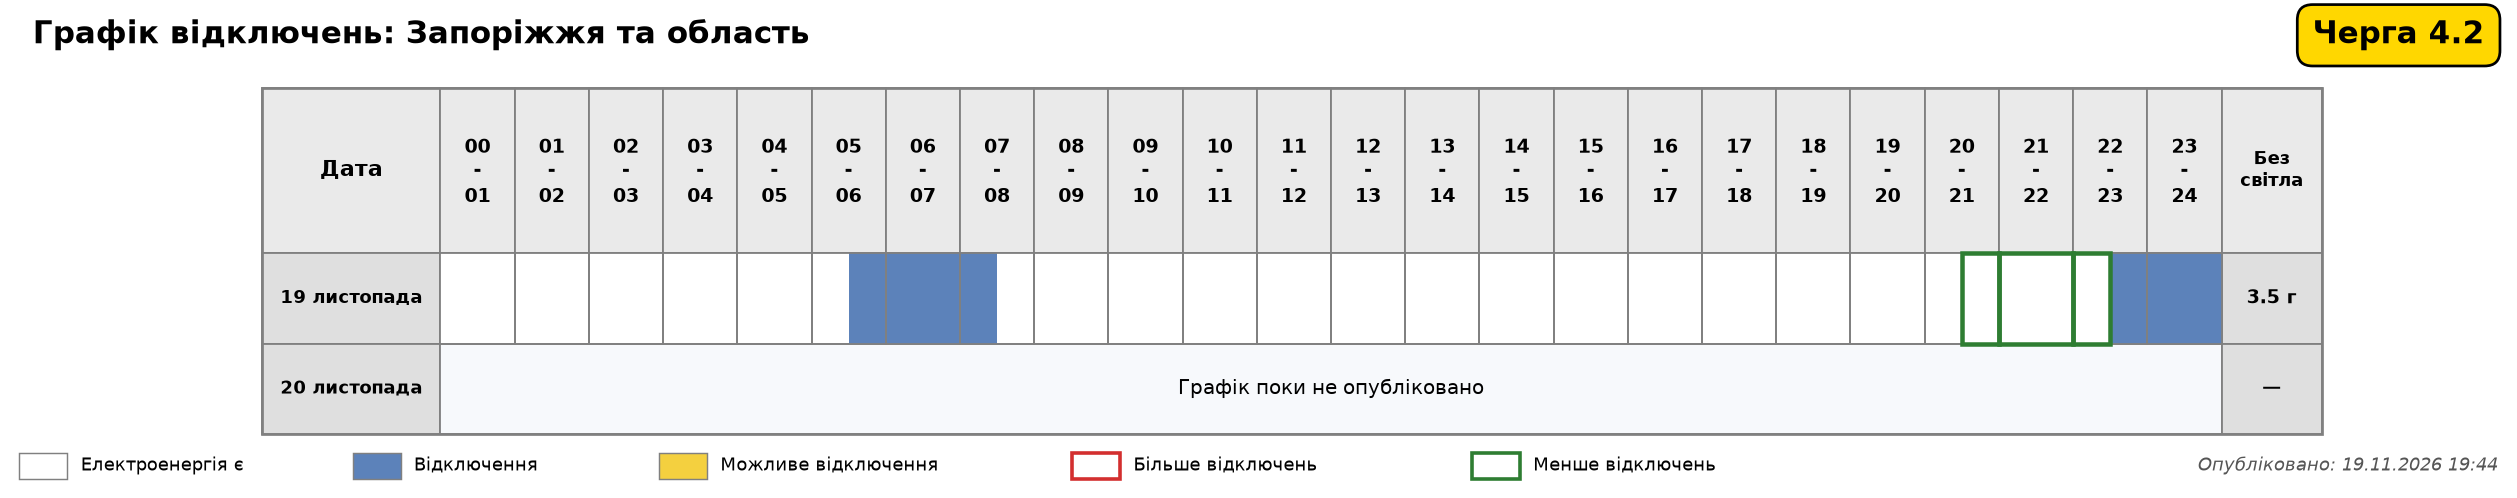 Графік відключень: Запоріжжя та область
Черга 4.2
Дата
00 - 01
01 - 02
02 - 03
03 - 04
04 - 05
05 - 06
06 - 07
07 - 08
08 - 09
09 - 10
10 - 11
11 - 12
12 - 13
13 - 14
14 - 15
15 - 16
16 - 17
17 - 18
18 - 19
19 - 20
20 - 21
21 - 22
22 - 23
23 - 24
Без
світла
19 листопада
3.5 г
20 листопада
Графік поки не опубліковано
—
Електроенергія є
Відключення
Можливе відключення
Більше відключень
Менше відключень
Опубліковано: 19.11.2026 19:44